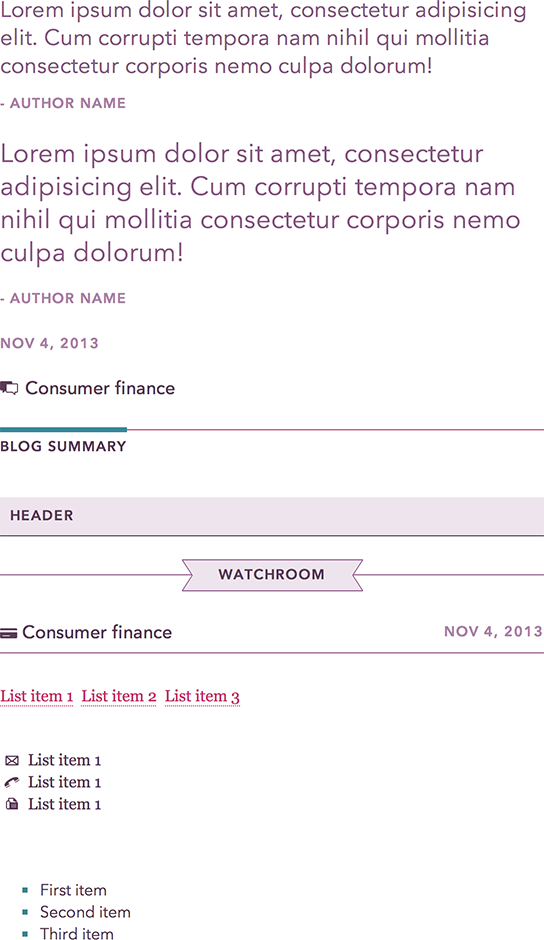 Lorem ipsum dolor sit amet, consectetur adipisicing
elit. Cum corrupti tempora nam nihil qui mollitia
consectetur corporis nemo culpa dolorum!
- AUTHOR NAME
Lorem ipsum dolor sit amet, consectetur
adipisicing elit. Cum corrupti tempora nam
nihil qui mollitia consectetur corporis nemo
culpa dolorum!
- AUTHOR NAME
NOV 4, 2013
Consumer finance
BLOG SUMMARY
HEADER
WATCHROOM
Consumer finance NOV 4, 2013
List item 1 List item 2 List item 3
List item 1
List item 1
List item 1
First item
Second item
Third item